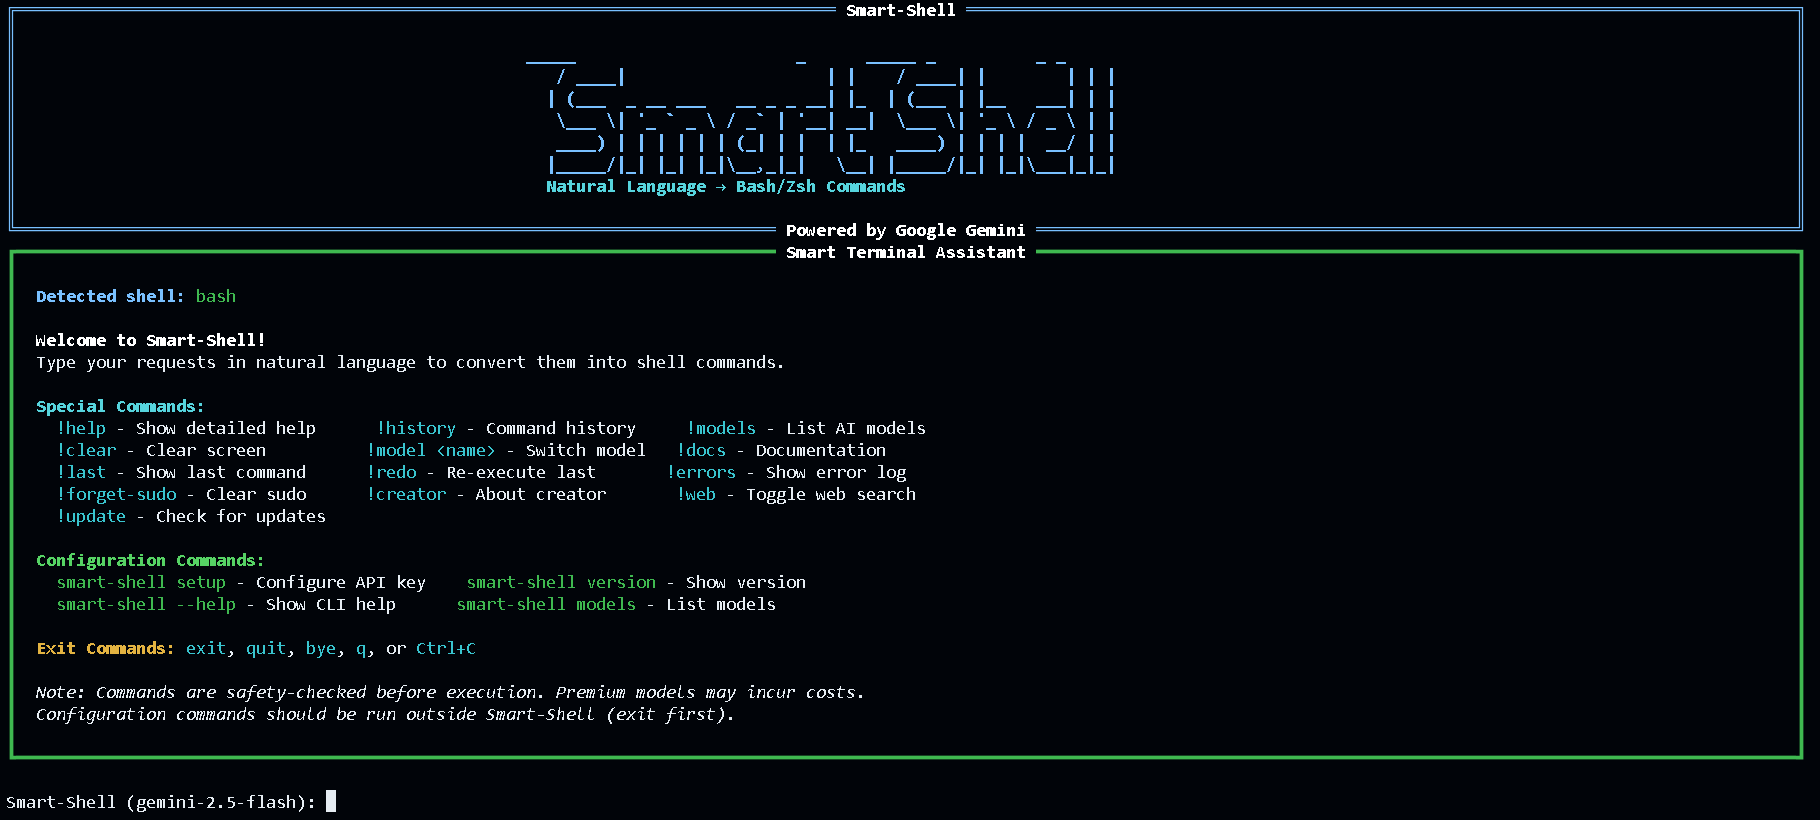 Smart-Shell
Smart Shell
Natural Language → Bash/Zsh Commands
Powered by Google Gemini
Smart Terminal Assistant
Detected shell: bash
Welcome to Smart-Shell!
Type your requests in natural language to convert them into shell commands.
Special Commands:
!help - Show detailed help !history - Command history !models - List AI models
!clear - Clear screen !model <name> - Switch model !docs - Documentation
!last - Show last command !redo - Re-execute last !errors - Show error log
!forget-sudo - Clear sudo !creator - About creator !web - Toggle web search
!update - Check for updates
Configuration Commands:
smart-shell setup - Configure API key smart-shell version - Show version
smart-shell --help - Show CLI help smart-shell models - List models
Exit Commands: exit, quit, bye, q, or Ctrl+C
Note: Commands are safety-checked before execution. Premium models may incur costs.
Configuration commands should be run outside Smart-Shell (exit first).
Smart-Shell (gemini-2.5-flash):